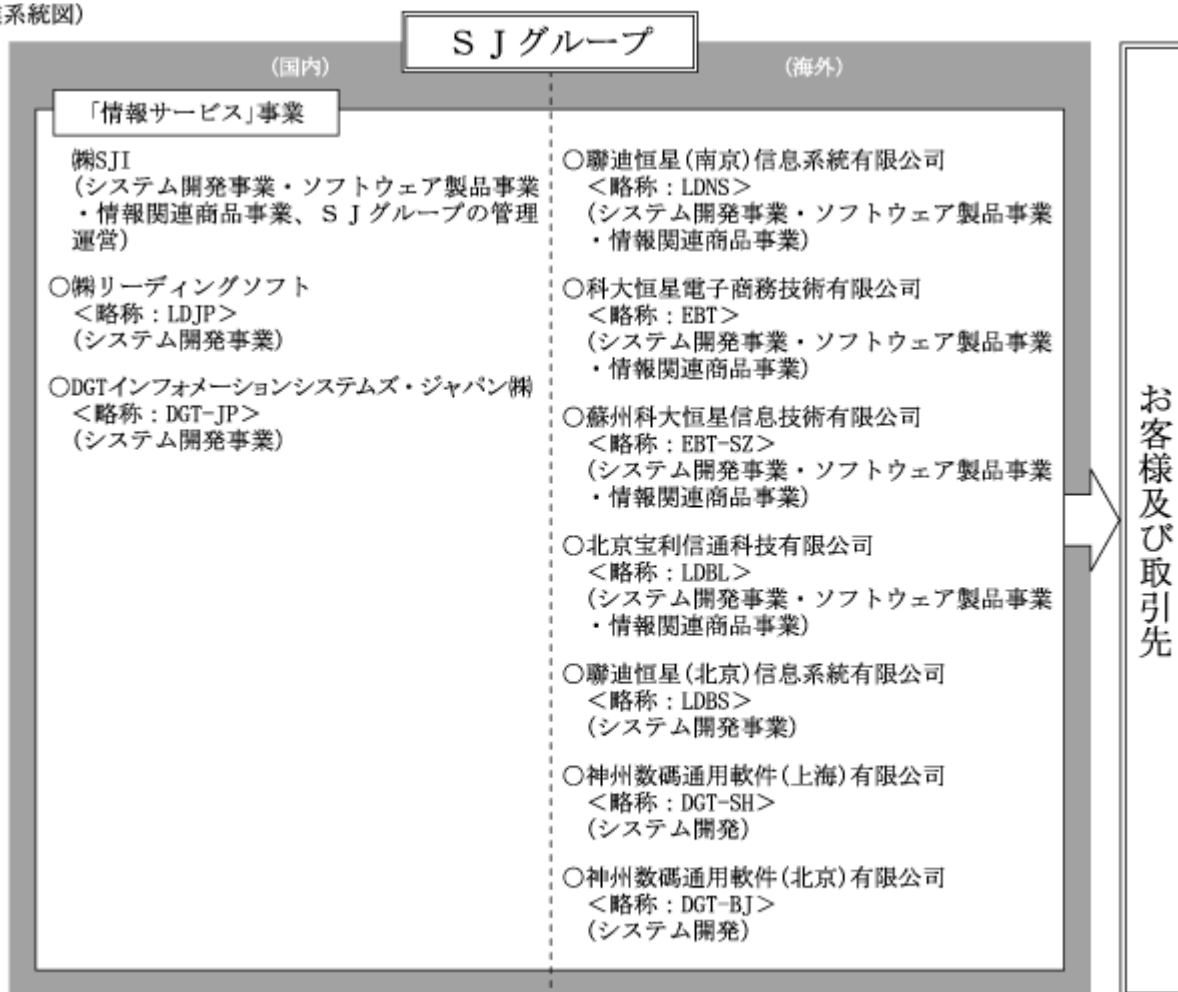 系統図)
ＳＪグループ
(国内)
(海外)
「情報サービス」事業
㈱SJI
(システム開発事業・ソフトウェア製品事業
・情報関連商品事業、ＳＪグループの管理
運営)
○㈱リーディングソフト
＜略称：LDJP＞
(システム開発事業)
○DGTインフォメーションシステムズ・ジャパン㈱
＜略称：DGT-JP＞
(システム開発事業)
○聯迪恒星(南京)信息系統有限公司
＜略称：LDNS＞
(システム開発事業・ソフトウェア製品事業
・情報関連商品事業)
○科大恒星電子商務技術有限公司
＜略称：EBT＞
(システム開発事業・ソフトウェア製品事業
・情報関連商品事業)
○蘇州科大恒星信息技術有限公司
＜略称：EBT-SZ＞
(システム開発事業・ソフトウェア製品事業
・情報関連商品事業)
○北京宝利信通科技有限公司
＜略称：LDBL＞
(システム開発事業・ソフトウェア製品事業
・情報関連商品事業)
○聯迪恒星(北京)信息系統有限公司
＜略称：LDBS＞
(システム開発事業)
○神州数碼通用軟件(上海)有限公司
＜略称：DGT-SH＞
(システム開発)
○神州数碼通用軟件(北京)有限公司
＜略称：DGT-BJ＞
(システム開発)
お客様及び取引先